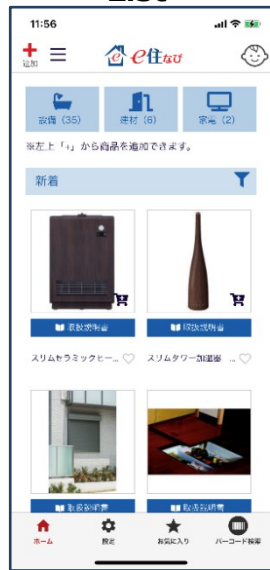 11:56
追加
e住なび
設備 (35)
建材 (6)
家電 (2)
※左上「+」から商品を追加できます。
新着
取扱説明書
取扱説明書
スリムセラミックヒー...
スリムタワー加湿器 ...
取扱説明書
取扱説明書
ホーム
設定
お気に入り
バーコード検索